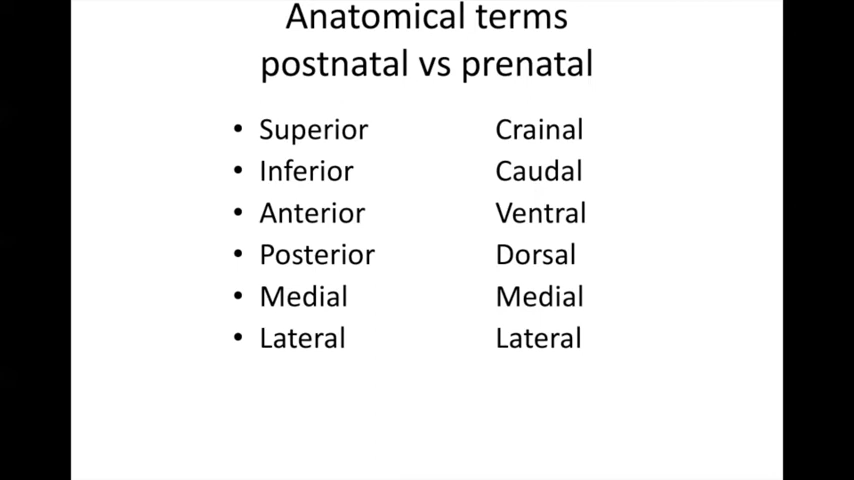 Anatomical terms
postnatal vs prenatal
• Superior Crainal
• Inferior Caudal
• Anterior Ventral
• Posterior Dorsal
• Medial Medial
• Lateral Lateral